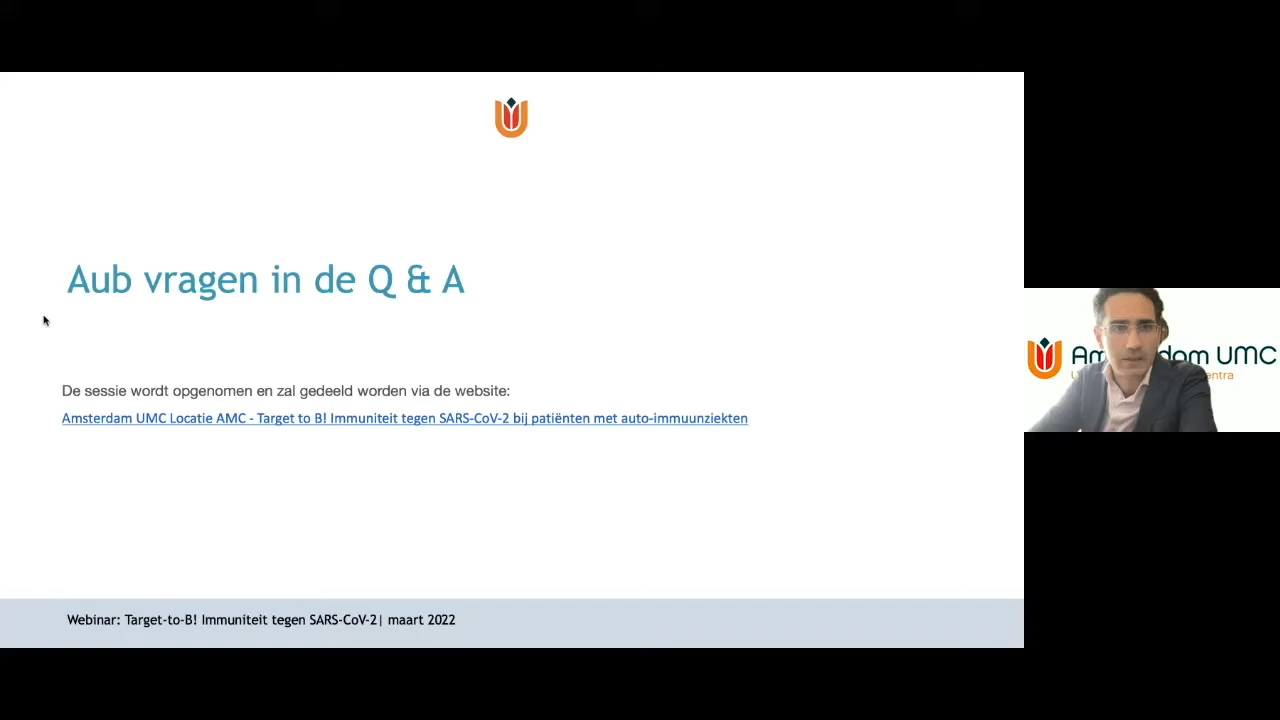 Aub vragen in de Q & A
De sessie wordt opgenomen en zal gedeeld worden via de website:
Amsterdam UMC Locatie AMC - Target to B! Immuniteit tegen SARS-CoV-2 bij patiënten met auto-immuunziekten
UMC
Webinar: Target-to-B! Immuniteit tegen SARS-CoV-2| maart 2022